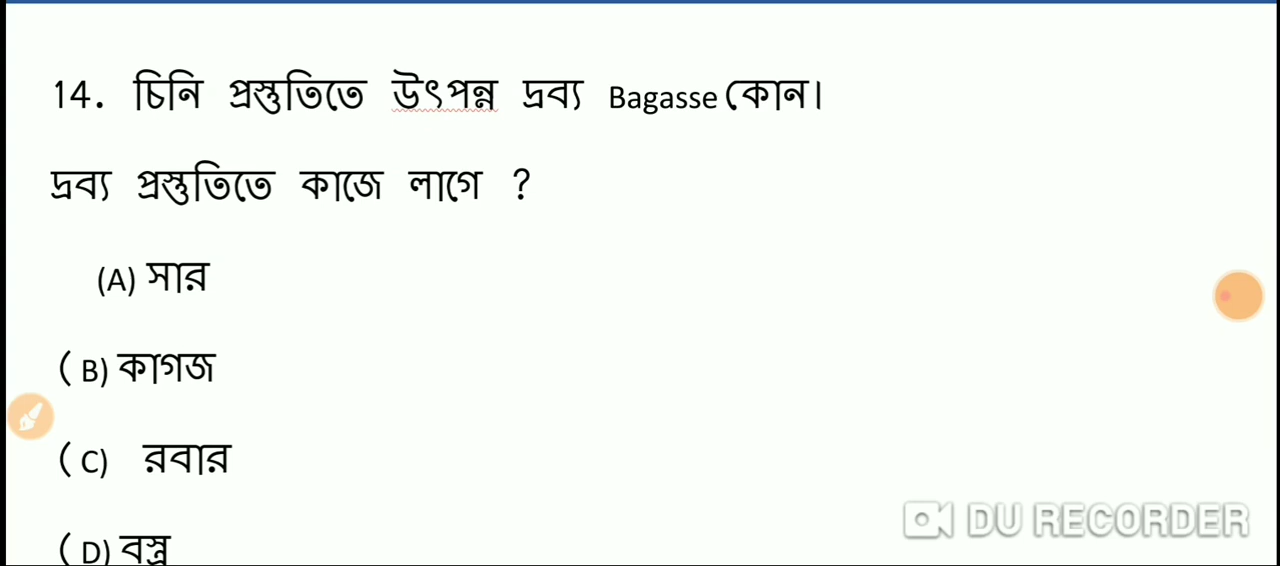 14. চিনি প্রস্তুতিতে উৎপন্ন দ্রব্য Bagasse কোন।
দ্রব্য প্রস্তুতিতে কাজে লাগে ?
(A) সার
( B) কাগজ
( C) রবার
( D) বস্ত্র
DU RECORDER